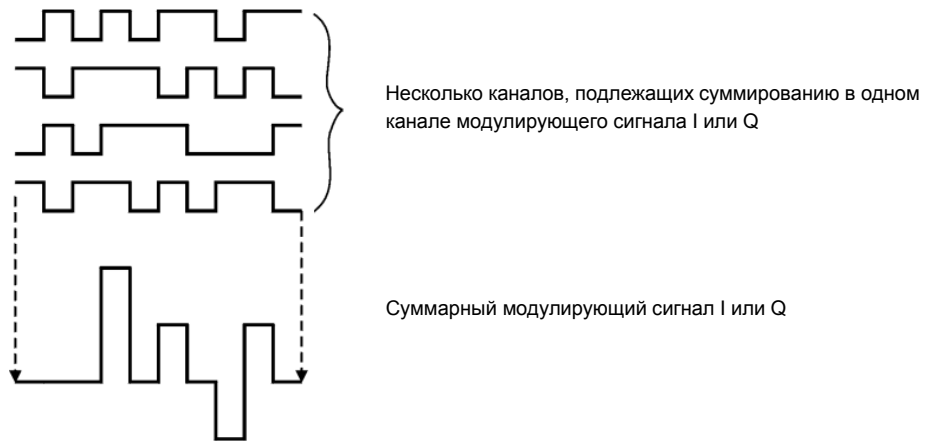 Несколько каналов, подлежащих суммированию в одном
канале модулирующего сигнала I или Q
Суммарный модулирующий сигнал I или Q